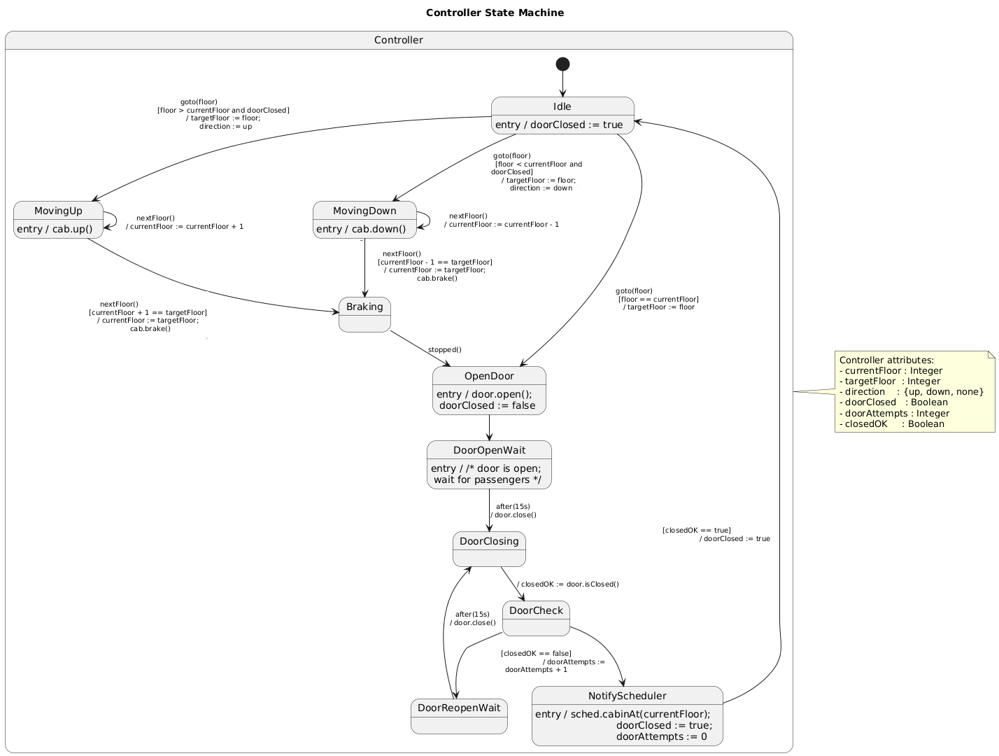 Controller State Machine
Controller
goto(floor)
[floor > currentFloor and doorClosed]
/ targetFloor := floor;
direction := up
Idle
entry / doorClosed := true
goto(floor)
[floor < currentFloor and
doorClosed]
/ targetFloor := floor;
direction := down
MovingUp
entry / cab.up()
nextFloor()
/ currentFloor := currentFloor + 1
MovingDown
entry / cab.down()
nextFloor()
/ currentFloor := currentFloor - 1
nextFloor()
[currentFloor - 1 == targetFloor]
/ currentFloor := targetFloor;
cab.brake()
goto(floor)
[floor == currentFloor]
/ targetFloor := floor
nextFloor()
[currentFloor + 1 == targetFloor]
/ currentFloor := targetFloor;
cab.brake()
Braking
stopped()
OpenDoor
entry / door.open();
doorClosed := false
Controller attributes:
- currentFloor : Integer
- targetFloor : Integer
- direction : {up, down, none}
- doorClosed : Boolean
- doorAttempts : Integer
- closedOK : Boolean
DoorOpenWait
entry / /* door is open;
wait for passengers */
after(15s)
/ door.close()
[closedOK == true]
/ doorClosed := true
DoorClosing
/ closedOK := door.isClosed()
DoorCheck
after(15s)
/ door.close()
[closedOK == false]
/ doorAttempts :=
doorAttempts + 1
DoorReopenWait
NotifyScheduler
entry / sched.cabinAt(currentFloor);
doorClosed := true;
doorAttempts := 0